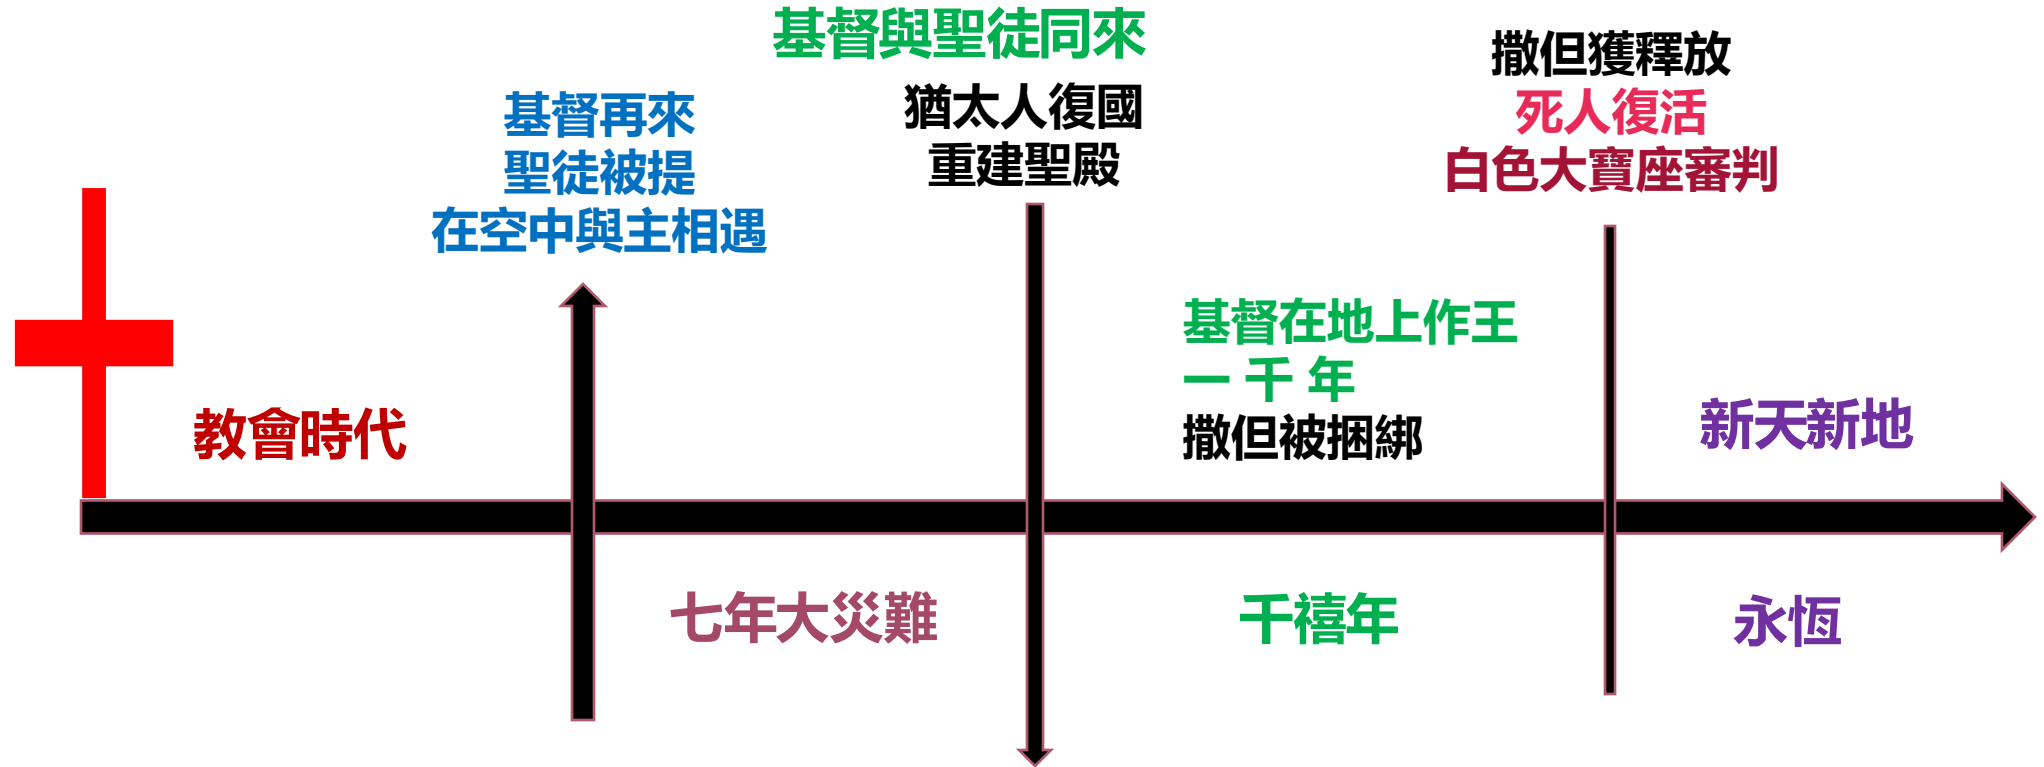 基督與聖徒同來
猶太人復國
重建聖殿
撒但獲釋放
死人復活
白色大寶座審判
基督再來
聖徒被提
在空中與主相遇
基督在地上作王
一 千 年
撒但被捆綁
教會時代
新天新地
七年大災難
千禧年
永恆